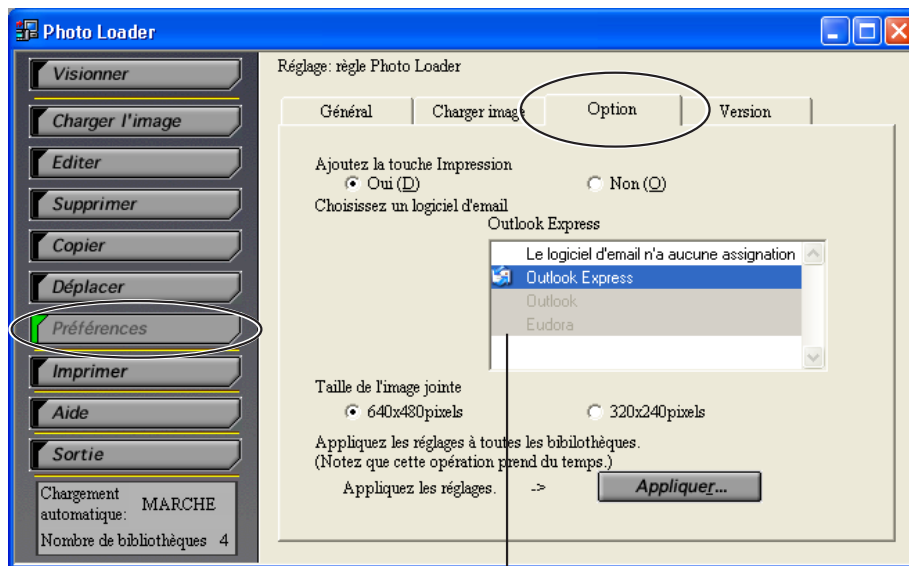 Photo Loader
Visionner
Charger l'image
Editer
Supprimer
Copier
Déplacer
Préférences
Imprimer
Aide
Sortie
Chargement automatique: MARCHE
Nombre de bibliothèques 4
Réglage: règle Photo Loader
Général Charger image Option Version
Ajoutez la touche Impression
Oui (D) Non (O)
Choisissez un logiciel d'email
Outlook Express
Le logiciel d'email n'a aucune assignation
Outlook Express
Outlook
Eudora
Taille de l'image jointe
640x480pixels 320x240pixels
Appliquez les réglages à toutes les bibilothèques.
(Notez que cette opération prend du temps.)
Appliquez les réglages. -> Appliquer...